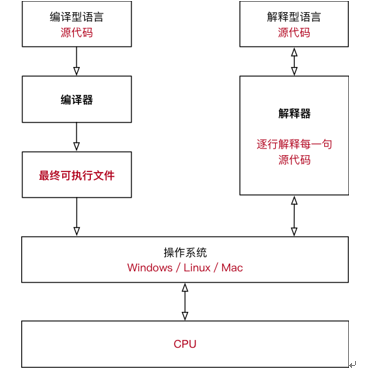 编译型语言
源代码
编译器
最终可执行文件
解释型语言
源代码
解释器
逐行解释每一句
源代码
操作系统
Windows / Linux / Mac
CPU